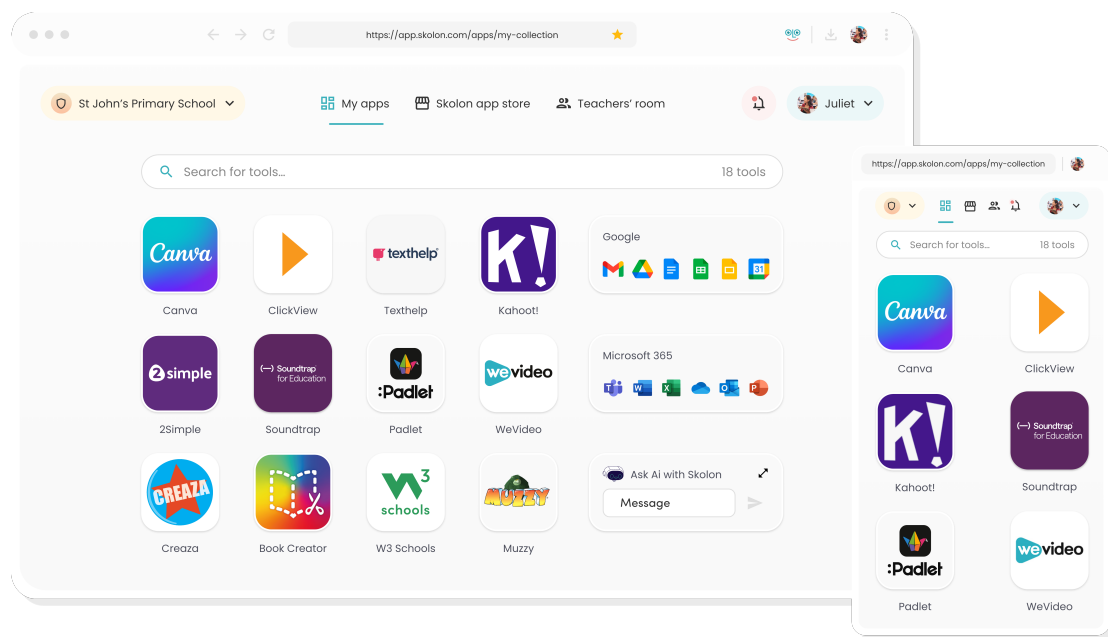 https://app.skolon.com/apps/my-collection
St John's Primary School
My apps
Skolon app store
Teachers' room
Juliet
Search for tools...
18 tools
Canva
texthelp
K!
Google
31
Canva
ClickView
Texthelp
Kahoot!
2simple
Soundtrap
for Education
:Padlet
wevideo
Microsoft 365
T
W
X
O
P
2Simple
Soundtrap
Padlet
WeVideo
CREAZA
W3
schools
MUZZY
Ask Ai with Skolon
Message
Creaza
Book Creator
W3 Schools
Muzzy
https://app.skolon.com/apps/my-collection
Search for tools...
18 tools
Canva
Canva
ClickView
K!
Soundtrap
for Education
Kahoot!
Soundtrap
:Padlet
wevideo
Padlet
WeVideo